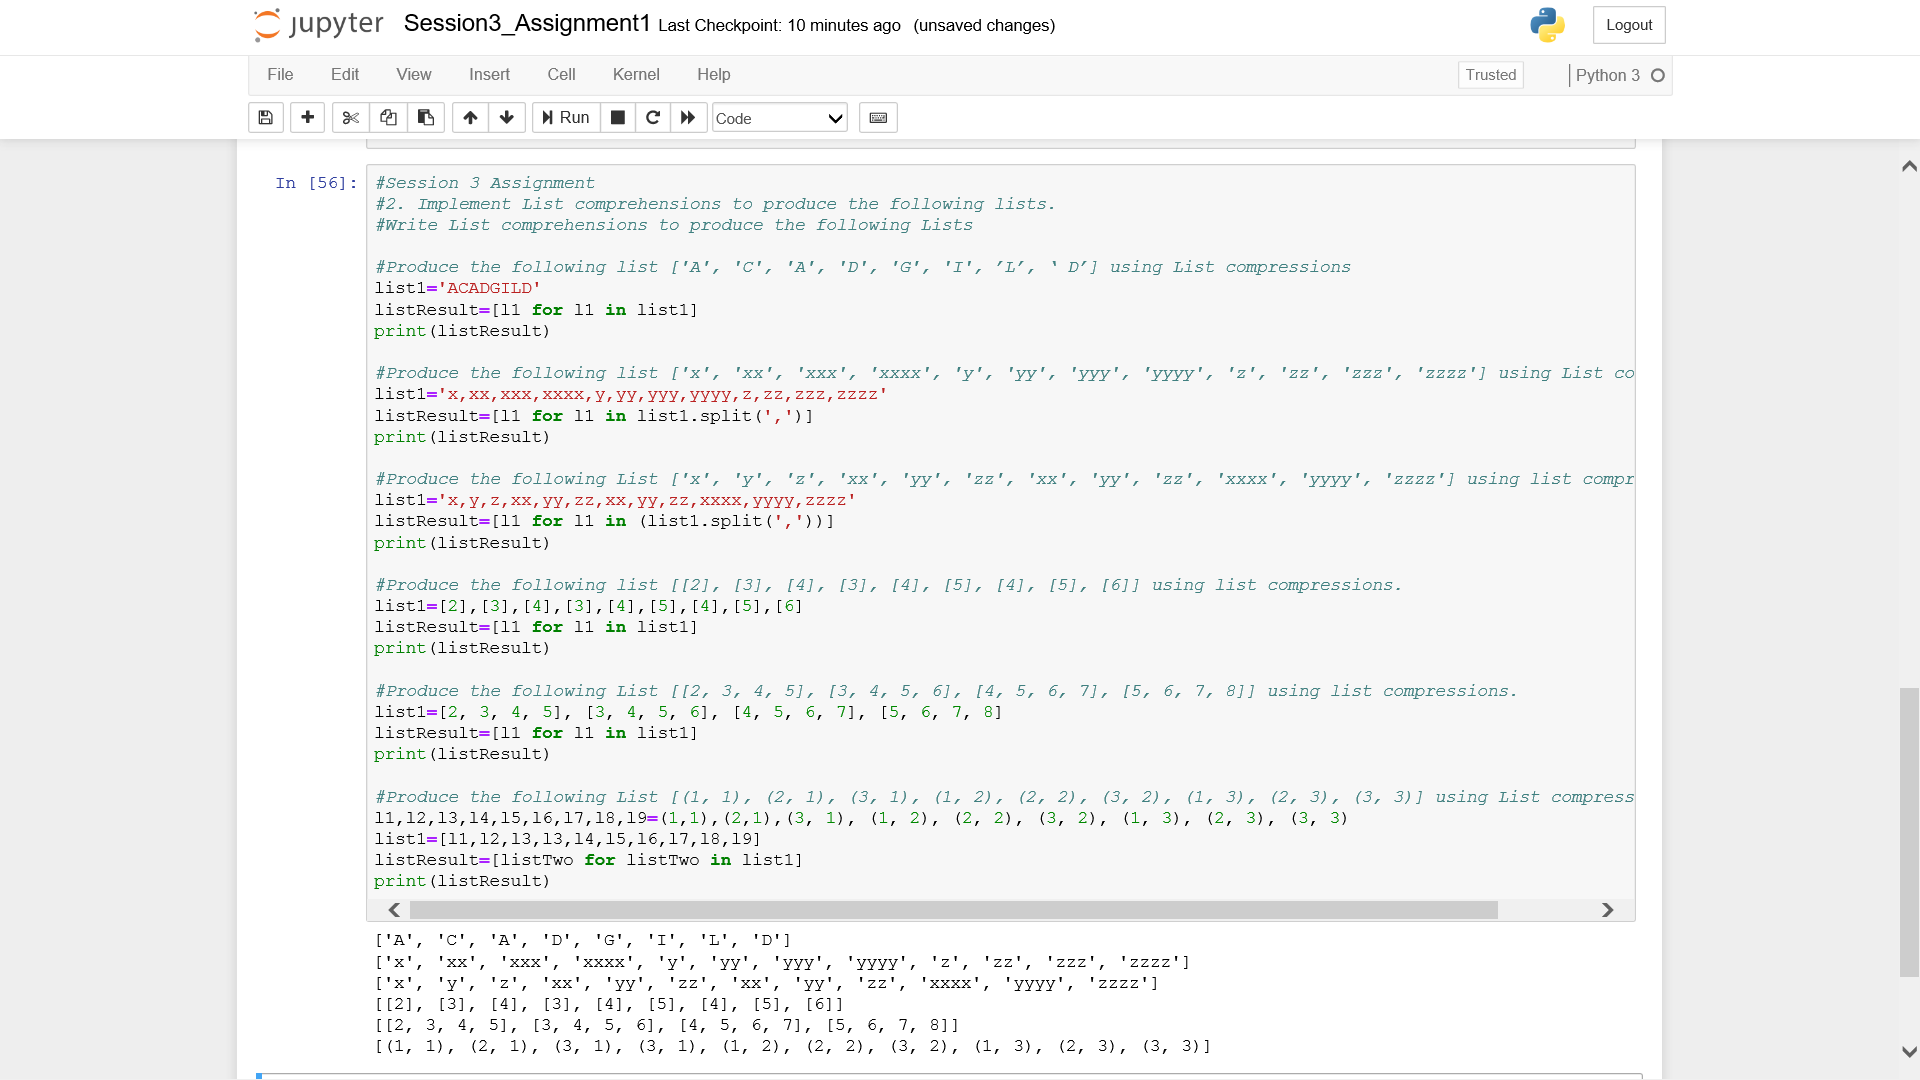 jupyter Session3_Assignment1 Last Checkpoint: 10 minutes ago (unsaved changes) Logout
File Edit View Insert Cell Kernel Help Trusted Python 3
Run Code
In [56]:
#Session 3 Assignment
#2. Implement List comprehensions to produce the following lists.
#Write List comprehensions to produce the following Lists
#Produce the following list ['A', 'C', 'A', 'D', 'G', 'I', ’L’, ‘ D’] using List compressions
list1='ACADGILD'
listResult=[l1 for l1 in list1]
print(listResult)
#Produce the following list ['x', 'xx', 'xxx', 'xxxx', 'y', 'yy', 'yyy', 'yyyy', 'z', 'zz', 'zzz', 'zzzz'] using List co
list1='x,xx,xxx,xxxx,y,yy,yyy,yyyy,z,zz,zzz,zzzz'
listResult=[l1 for l1 in list1.split(',')]
print(listResult)
#Produce the following List ['x', 'y', 'z', 'xx', 'yy', 'zz', 'xx', 'yy', 'zz', 'xxxx', 'yyyy', 'zzzz'] using list compr
list1='x,y,z,xx,yy,zz,xx,yy,zz,xxxx,yyyy,zzzz'
listResult=[l1 for l1 in (list1.split(','))]
print(listResult)
#Produce the following list [[2], [3], [4], [3], [4], [5], [4], [5], [6]] using list compressions.
list1=[2],[3],[4],[3],[4],[5],[4],[5],[6]
listResult=[l1 for l1 in list1]
print(listResult)
#Produce the following List [[2, 3, 4, 5], [3, 4, 5, 6], [4, 5, 6, 7], [5, 6, 7, 8]] using list compressions.
list1=[2, 3, 4, 5], [3, 4, 5, 6], [4, 5, 6, 7], [5, 6, 7, 8]
listResult=[l1 for l1 in list1]
print(listResult)
#Produce the following List [(1, 1), (2, 1), (3, 1), (1, 2), (2, 2), (3, 2), (1, 3), (2, 3), (3, 3)] using List compress
l1,l2,l3,l4,l5,l6,l7,l8,l9=(1,1),(2,1),(3, 1), (1, 2), (2, 2), (3, 2), (1, 3), (2, 3), (3, 3)
list1=[l1,l2,l3,l3,l4,l5,l6,l7,l8,l9]
listResult=[listTwo for listTwo in list1]
print(listResult)
['A', 'C', 'A', 'D', 'G', 'I', 'L', 'D']
['x', 'xx', 'xxx', 'xxxx', 'y', 'yy', 'yyy', 'yyyy', 'z', 'zz', 'zzz', 'zzzz']
['x', 'y', 'z', 'xx', 'yy', 'zz', 'xx', 'yy', 'zz', 'xxxx', 'yyyy', 'zzzz']
[[2], [3], [4], [3], [4], [5], [4], [5], [6]]
[[2, 3, 4, 5], [3, 4, 5, 6], [4, 5, 6, 7], [5, 6, 7, 8]]
[(1, 1), (2, 1), (3, 1), (3, 1), (1, 2), (2, 2), (3, 2), (1, 3), (2, 3), (3, 3)]